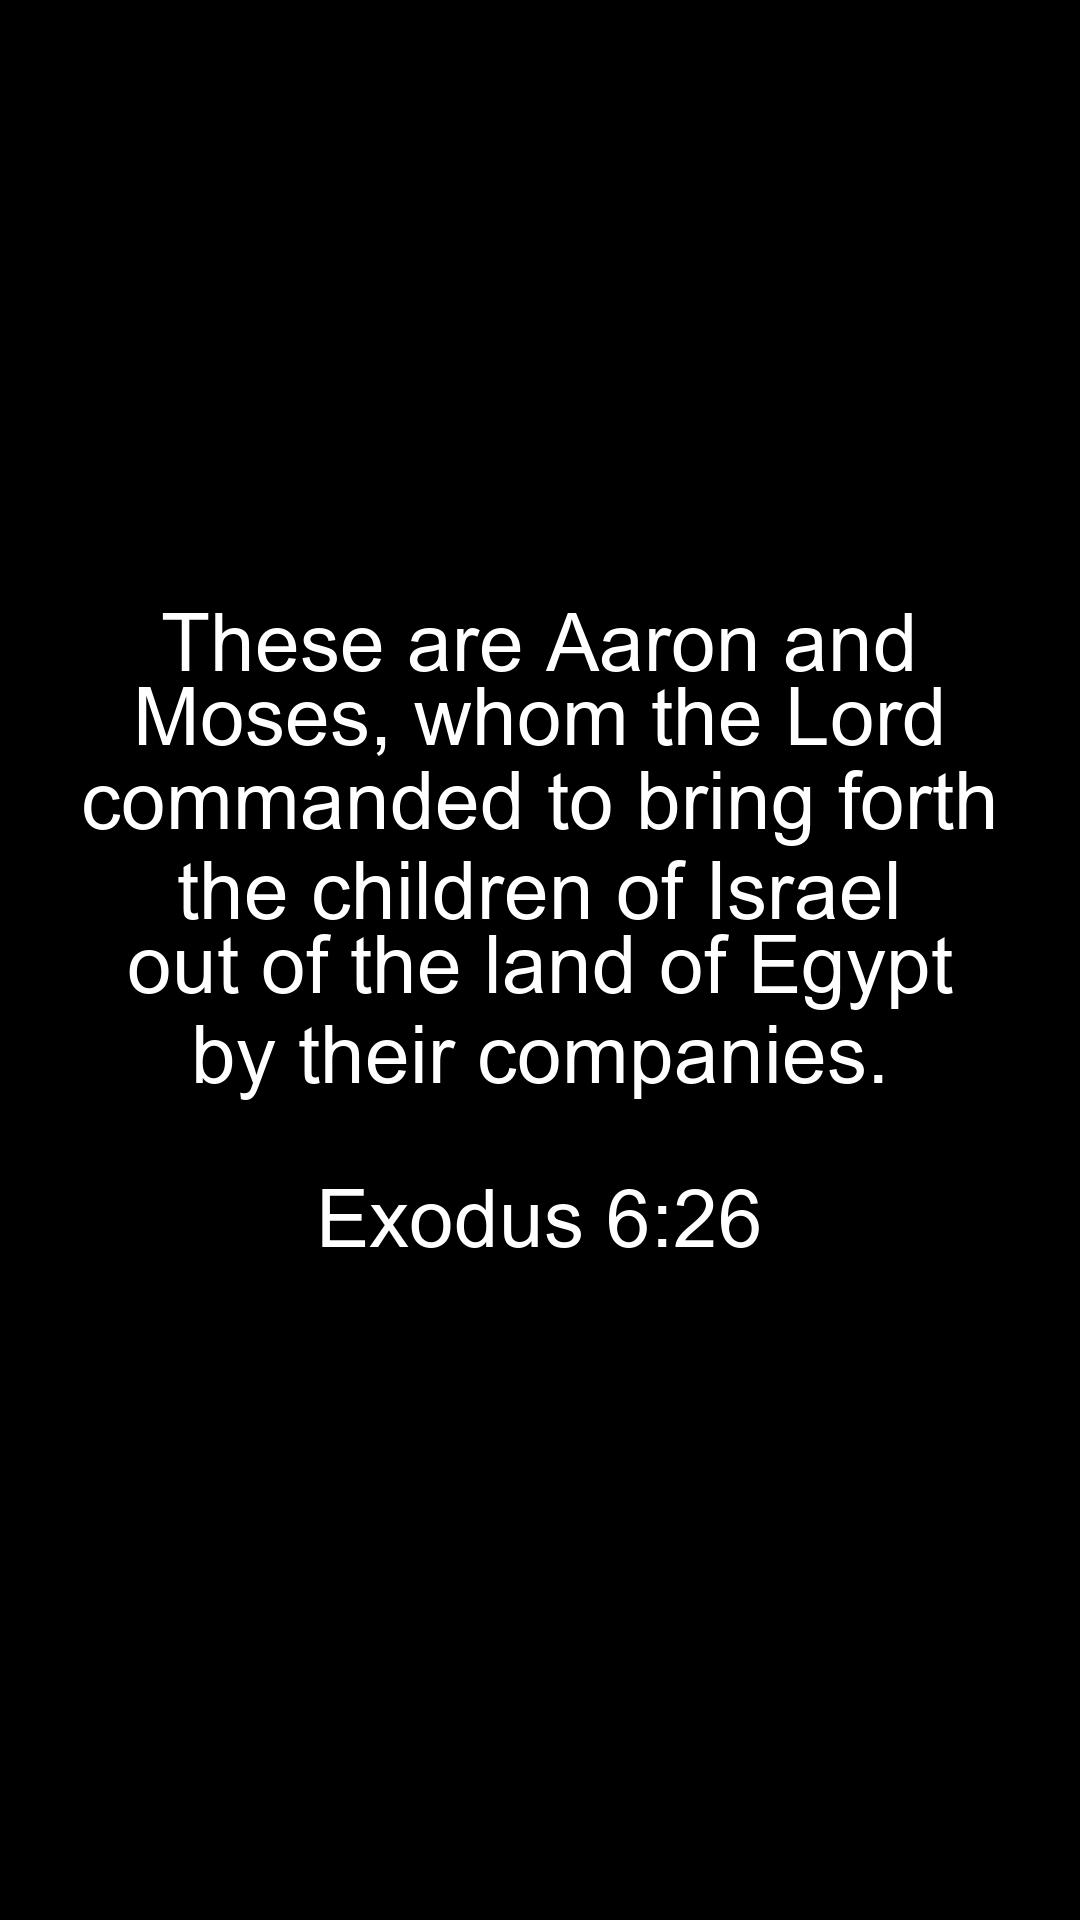 These are Aaron and
Moses, whom the Lord
commanded to bring forth
the children of Israel
out of the land of Egypt
by their companies.
Exodus 6:26